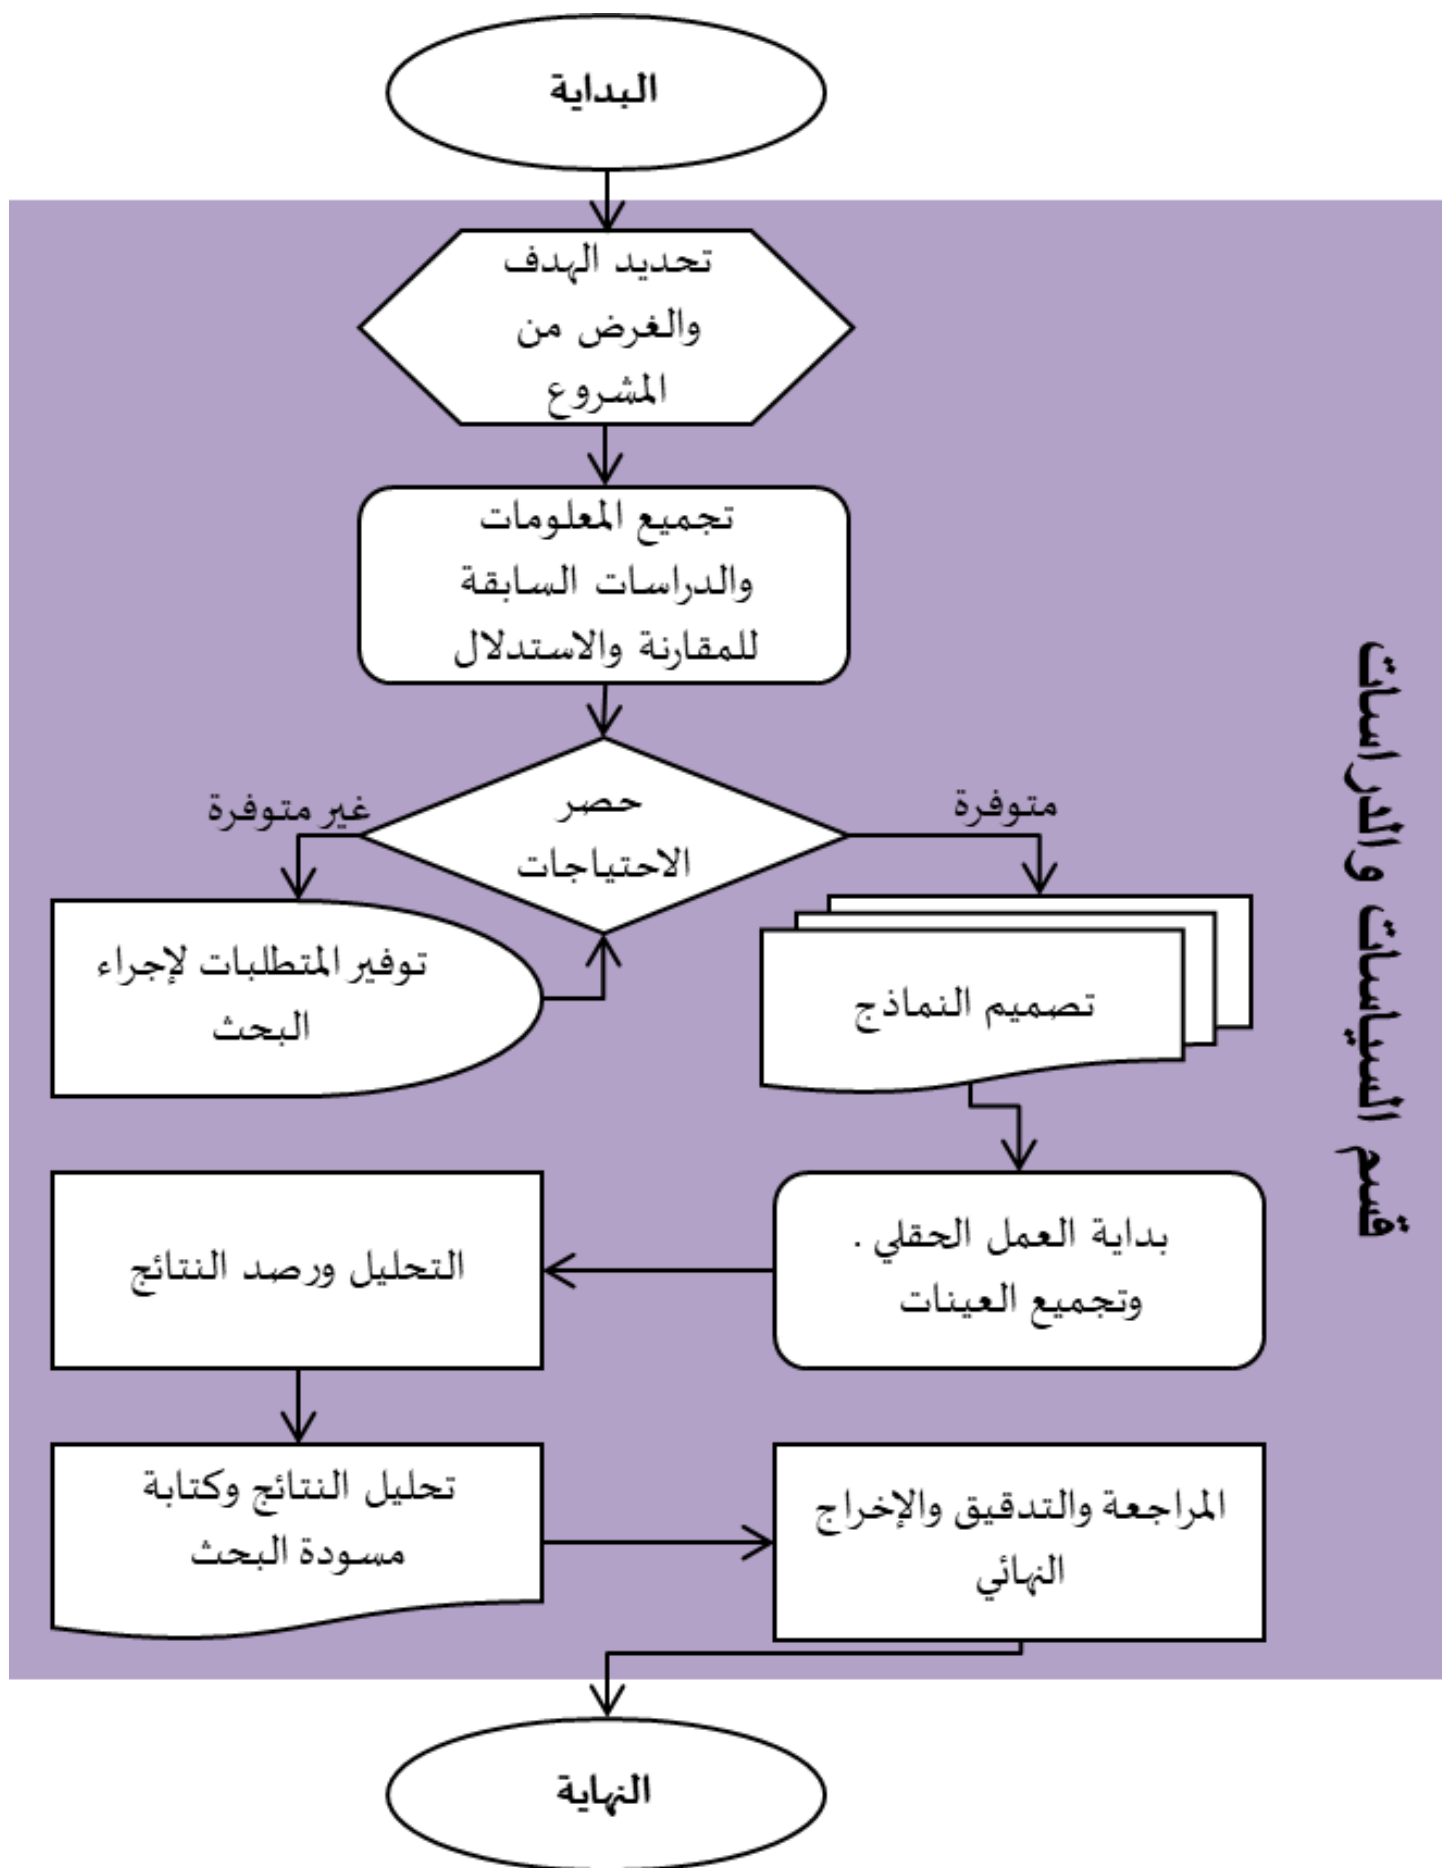 البداية
تحديد الهدف
والغرض من
المشروع
تجميع المعلومات
والدراسات السابقة
للمقارنة والاستدلال
حصر
الاحتياجات
متوفرة
غير متوفرة
تصميم النماذج
توفير المتطلبات لإجراء
البحث
بداية العمل الحقلي .
وتجميع العينات
التحليل ورصد النتائج
تحليل النتائج وكتابة
مسودة البحث
المراجعة والتدقيق والإخراج
النهائي
النهاية
قسم السياسات والدراسات